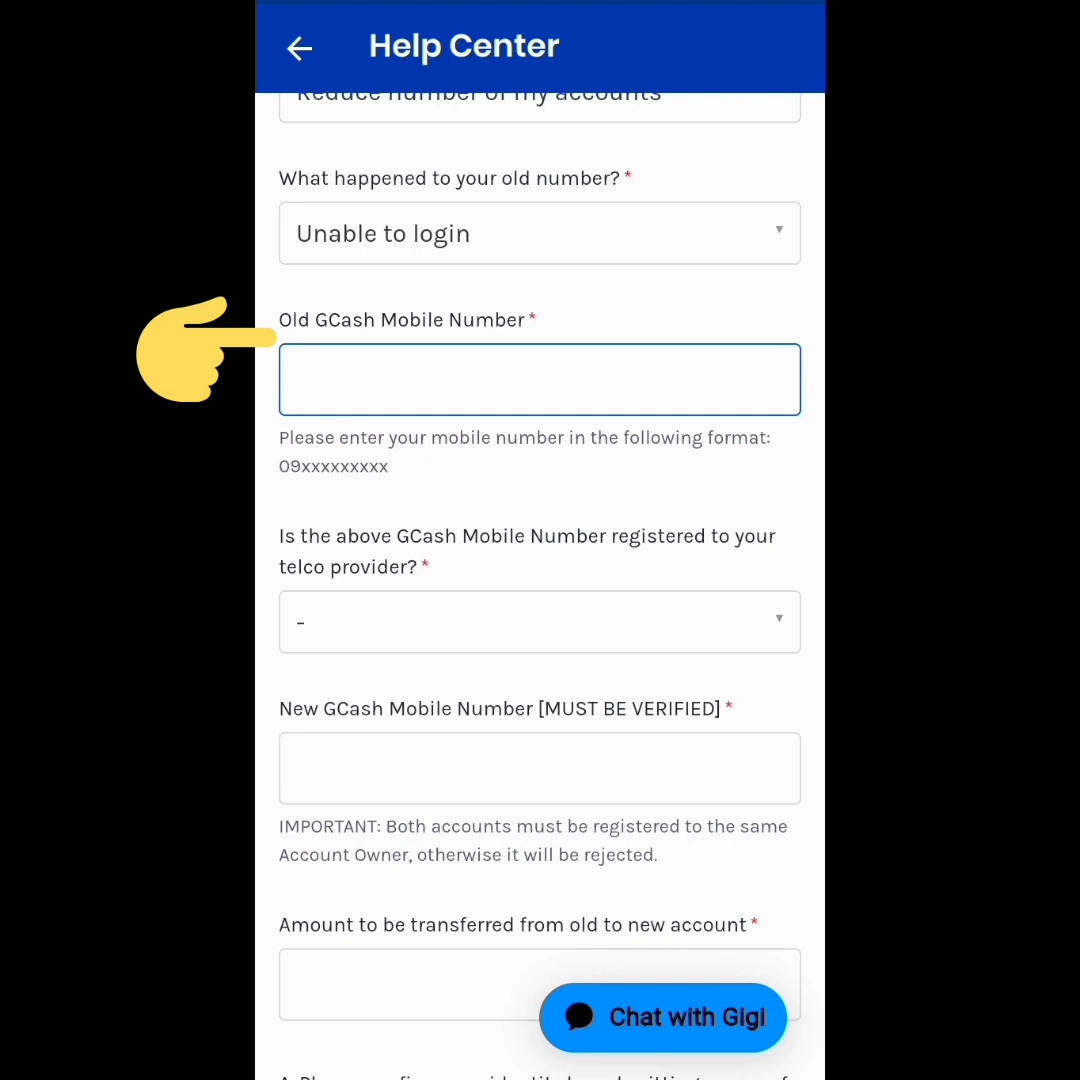 Help Center
Reduce number of my accounts
What happened to your old number? *
Unable to login
Old GCash Mobile Number *
Please enter your mobile number in the following format:
09xxxxxxxxx
Is the above GCash Mobile Number registered to your
telco provider? *
-
New GCash Mobile Number [MUST BE VERIFIED] *
IMPORTANT: Both accounts must be registered to the same
Account Owner, otherwise it will be rejected.
Amount to be transferred from old to new account *
Chat with Gigi